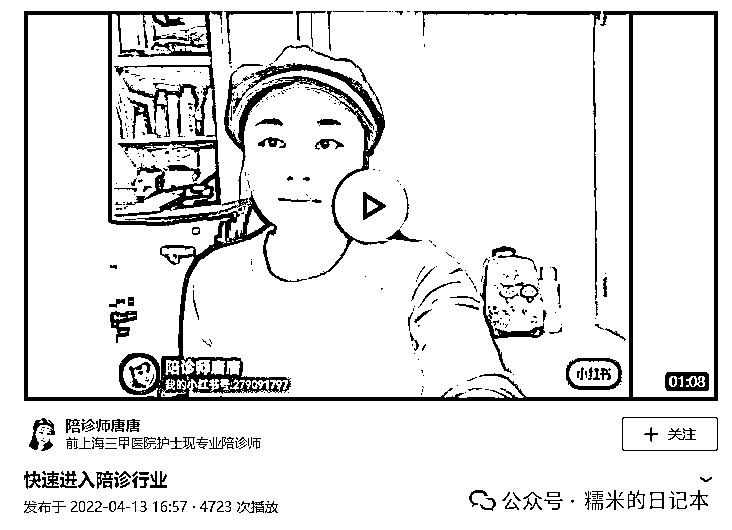 陪诊师唐唐
我的小红书号:279091797
小红书
01:08
陪诊师唐唐
前上海三甲医院护士现专业陪诊师
+ 关注
快速进入陪诊行业
发布于 2022-04-13 16:57 · 4723 次播放
公众号 · 糯米的日记本